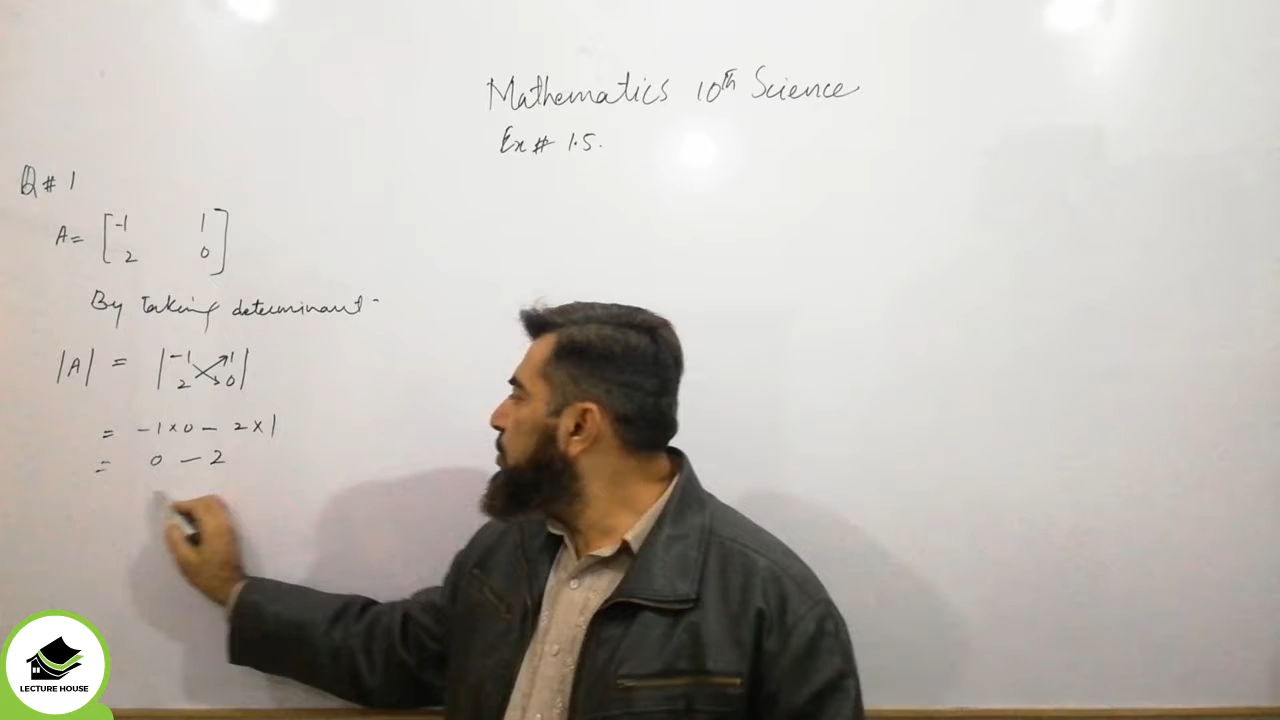 Mathematics 10th Science
Ex # 1.5.
Q # 1
A = [-1 1
2 0]
By taking determinant
|A| = |-1 1
2 0|
= -1 × 0 - 2 × 1
= 0 - 2
LECTURE HOUSE